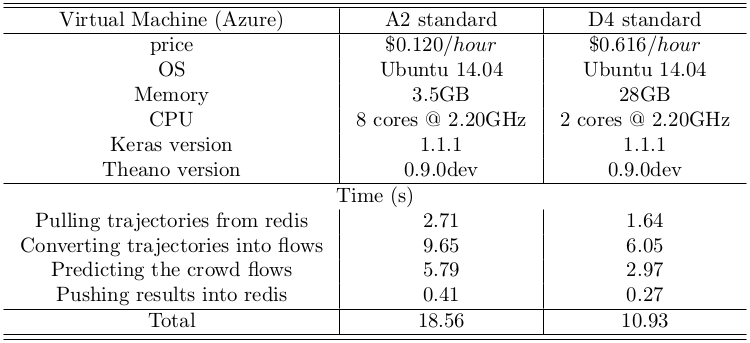 Virtual Machine (Azure) A2 standard D4 standard
price $0.120/hour $0.616/hour
OS Ubuntu 14.04 Ubuntu 14.04
Memory 3.5GB 28GB
CPU 8 cores @ 2.20GHz 2 cores @ 2.20GHz
Keras version 1.1.1 1.1.1
Theano version 0.9.0dev 0.9.0dev
Time (s)
Pulling trajectories from redis 2.71 1.64
Converting trajectories into flows 9.65 6.05
Predicting the crowd flows 5.79 2.97
Pushing results into redis 0.41 0.27
Total 18.56 10.93